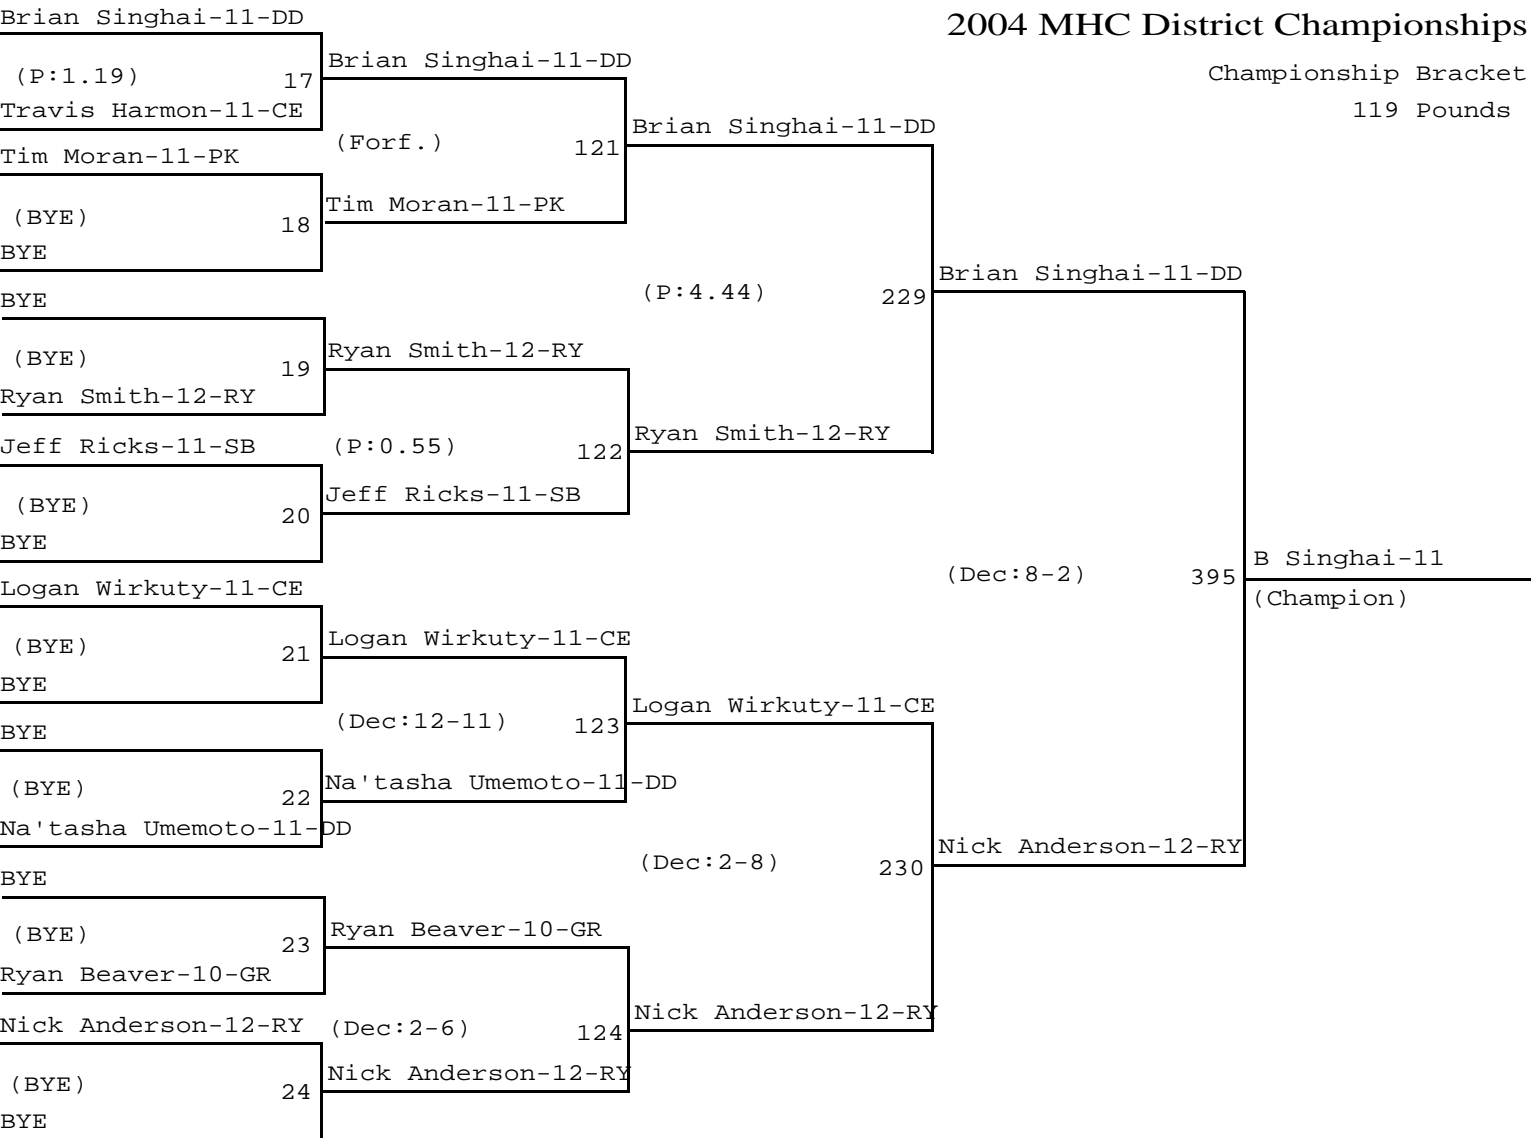 Brian Singhai-11-DD
2004 MHC District Championships
Championship Bracket
119 Pounds
(P:1.19)
17
Travis Harmon-11-CE
Tim Moran-11-PK
(BYE)
18
BYE
BYE
(BYE)
19
Ryan Smith-12-RY
Jeff Ricks-11-SB
(BYE)
20
BYE
Logan Wirkuty-11-CE
(BYE)
21
BYE
BYE
(BYE)
22
Na'tasha Umemoto-11-DD
BYE
(BYE)
23
Ryan Beaver-10-GR
Nick Anderson-12-RY
(BYE)
24
BYE
Brian Singhai-11-DD
(Forf.)
121
Tim Moran-11-PK
Ryan Smith-12-RY
(P:0.55)
122
Jeff Ricks-11-SB
Logan Wirkuty-11-CE
(Dec:12-11)
123
Na'tasha Umemoto-11-DD
Ryan Beaver-10-GR
(Dec:2-6)
124
Nick Anderson-12-RY
Brian Singhai-11-DD
(P:4.44)
229
Ryan Smith-12-RY
Logan Wirkuty-11-CE
(Dec:2-8)
230
Nick Anderson-12-RY
Brian Singhai-11-DD
(Dec:8-2)
395
Nick Anderson-12-RY
B Singhai-11
(Champion)